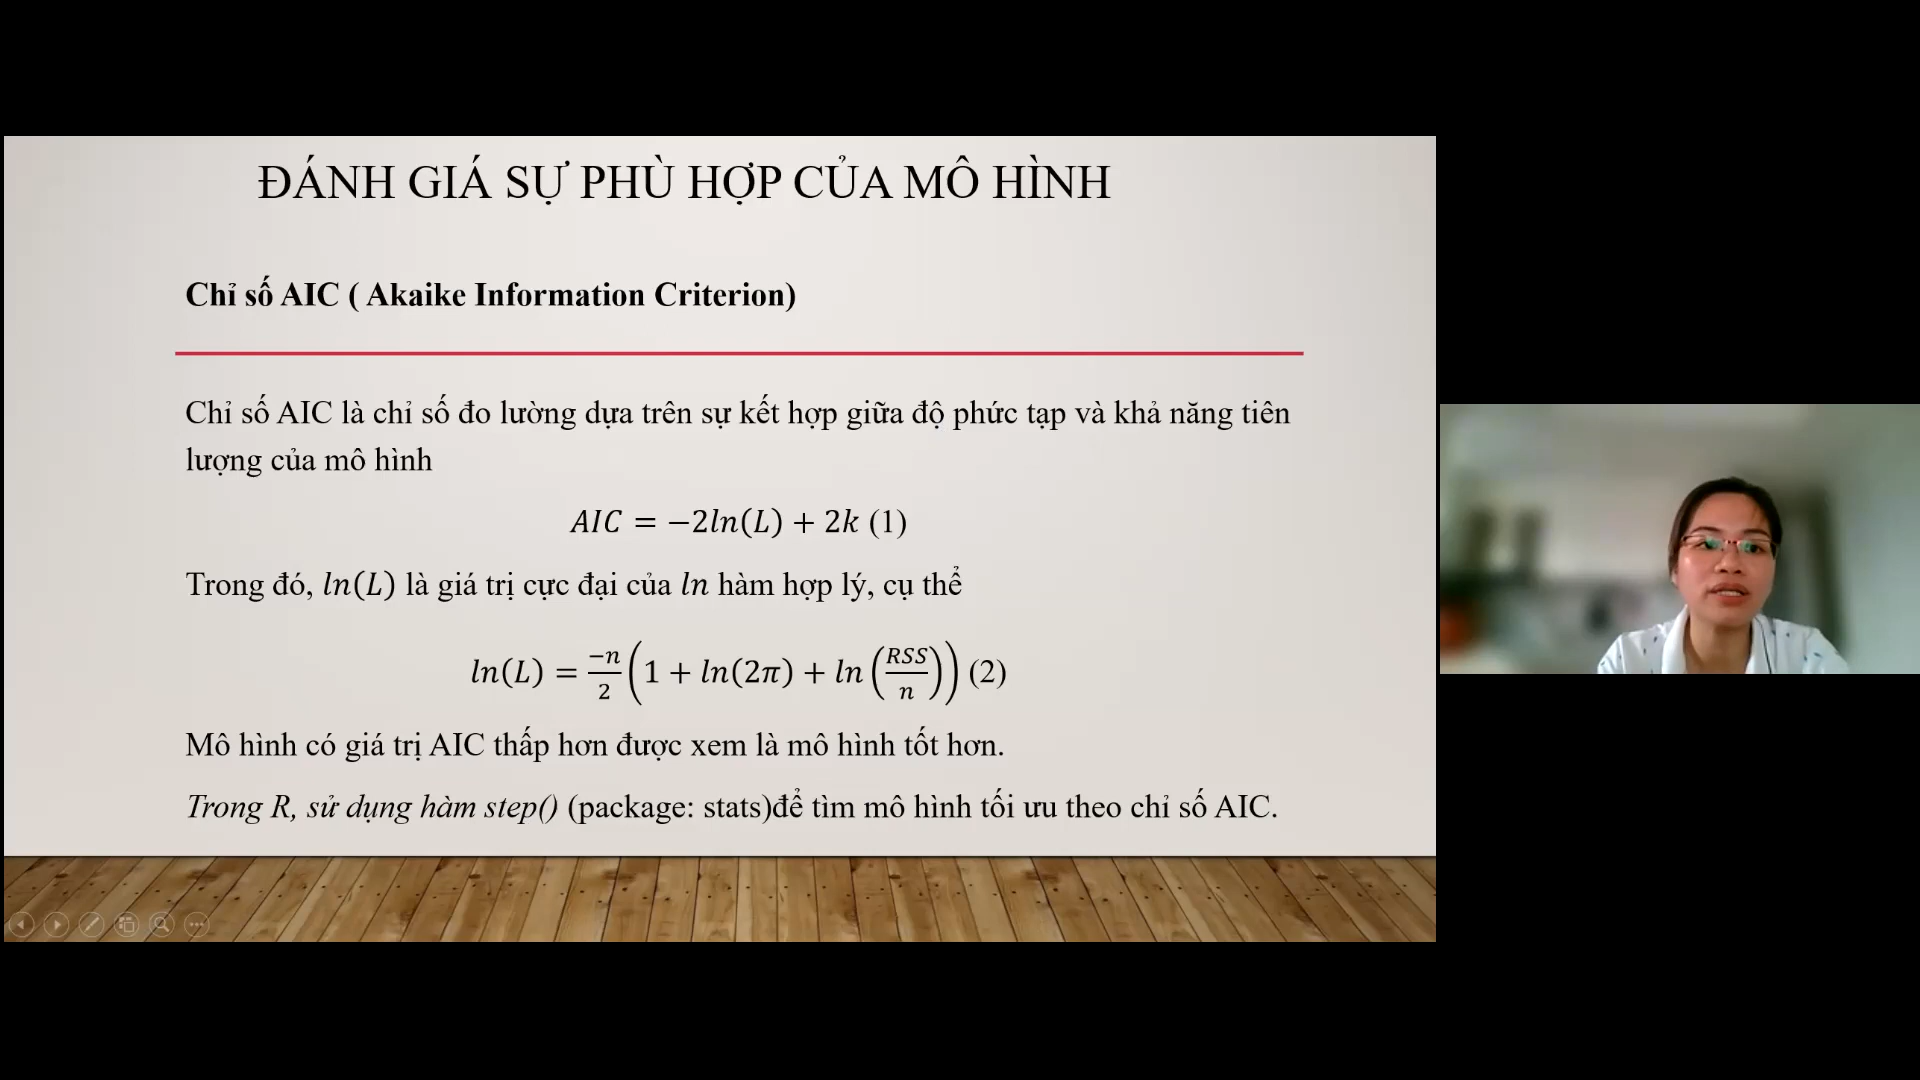 ĐÁNH GIÁ SỰ PHÙ HỢP CỦA MÔ HÌNH
Chỉ số AIC ( Akaike Information Criterion)
Chỉ số AIC là chỉ số đo lường dựa trên sự kết hợp giữa độ phức tạp và khả năng tiên
lượng của mô hình
AIC = −2ln(L) + 2k (1)
Trong đó, ln(L) là giá trị cực đại của ln hàm hợp lý, cụ thể
ln(L) = −n/2 (1 + ln(2π) + ln(RSS/n)) (2)
Mô hình có giá trị AIC thấp hơn được xem là mô hình tốt hơn.
Trong R, sử dụng hàm step() (package: stats)để tìm mô hình tối ưu theo chỉ số AIC.